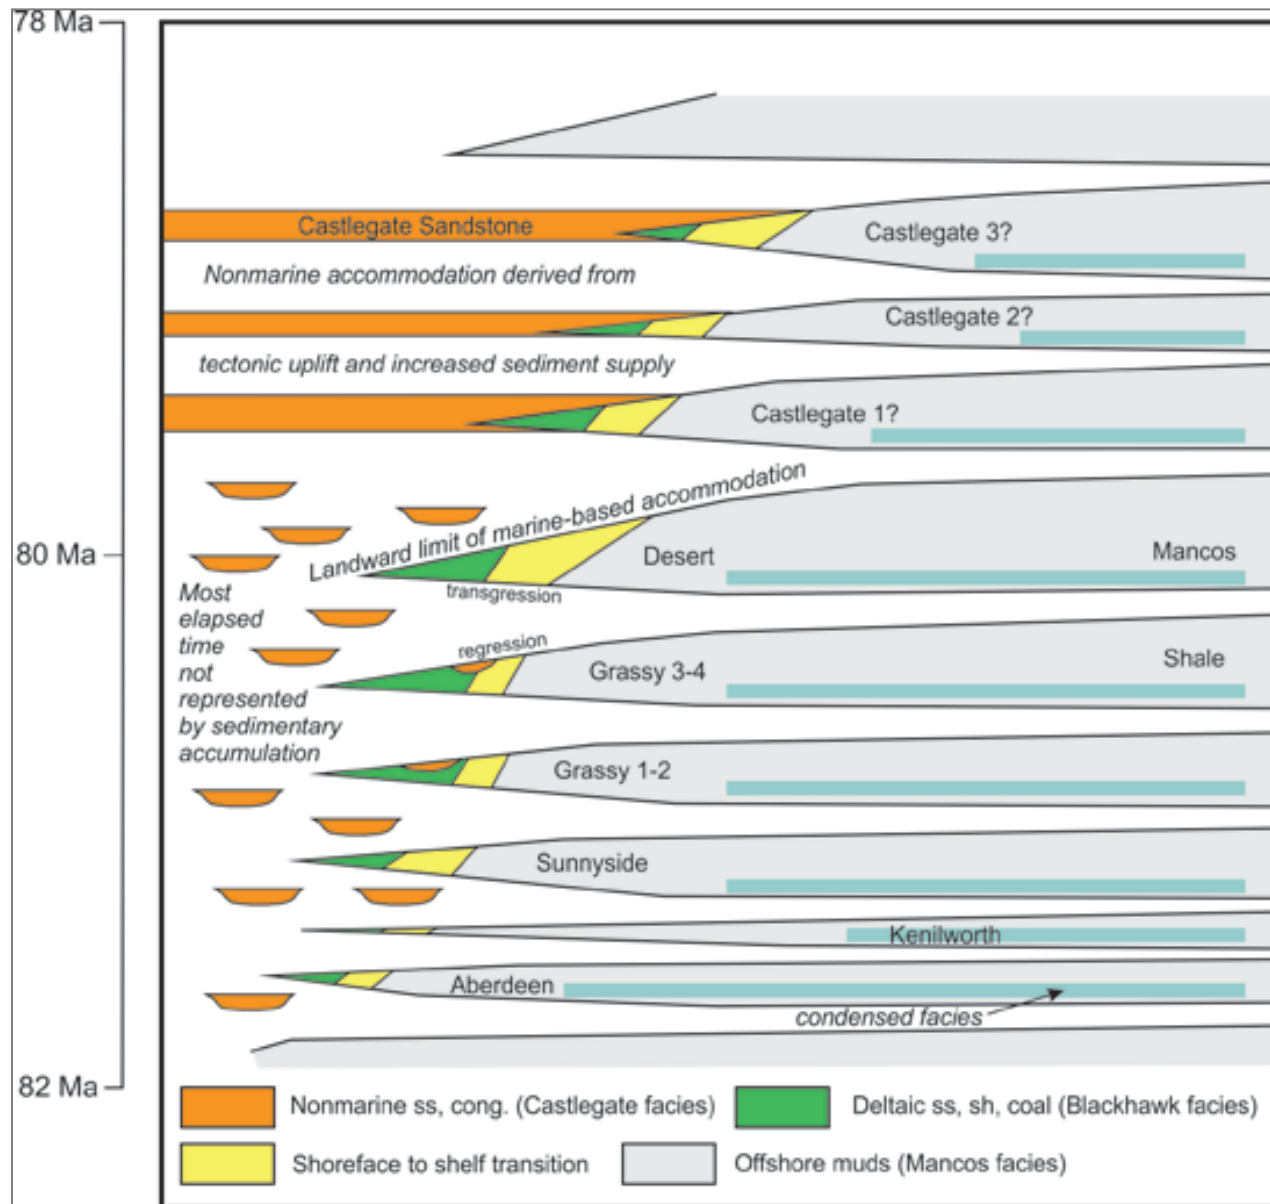 78 Ma
Castlegate Sandstone
Castlegate 3?
Nonmarine accommodation derived from
Castlegate 2?
tectonic uplift and increased sediment supply
Castlegate 1?
Landward limit of marine-based accommodation
80 Ma
Desert
Mancos
transgression
Most
elapsed
time
not
represented
by sedimentary
accumulation
regression
Grassy 3-4
Shale
Grassy 1-2
Sunnyside
Kenilworth
Aberdeen
condensed facies
82 Ma
Nonmarine ss, cong. (Castlegate facies)
Deltaic ss, sh, coal (Blackhawk facies)
Shoreface to shelf transition
Offshore muds (Mancos facies)